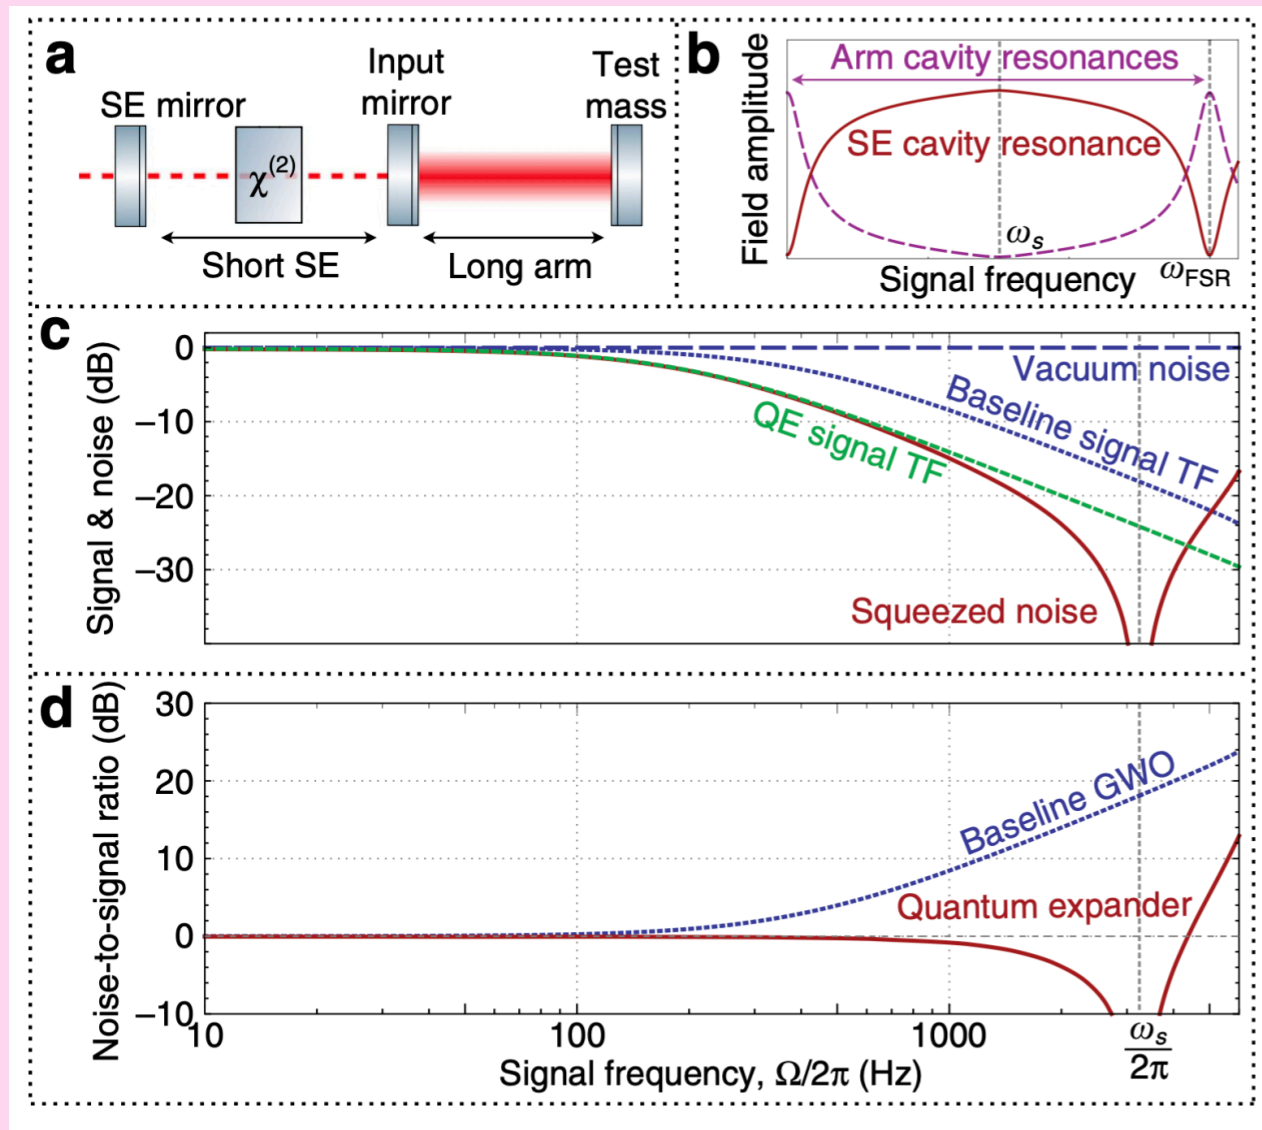 a
SE mirror
Input
mirror
Test
mass
χ(2)
Short SE
Long arm
b
Field amplitude
Arm cavity resonances
SE cavity resonance
ωs
Signal frequency
ωFSR
c
Signal & noise (dB)
0
−10
−20
−30
Vacuum noise
Baseline signal TF
QE signal TF
Squeezed noise
d
Noise-to-signal ratio (dB)
30
20
10
0
−10
Baseline GWO
Quantum expander
10
100
1000
ωs
2π
Signal frequency, Ω/2π (Hz)